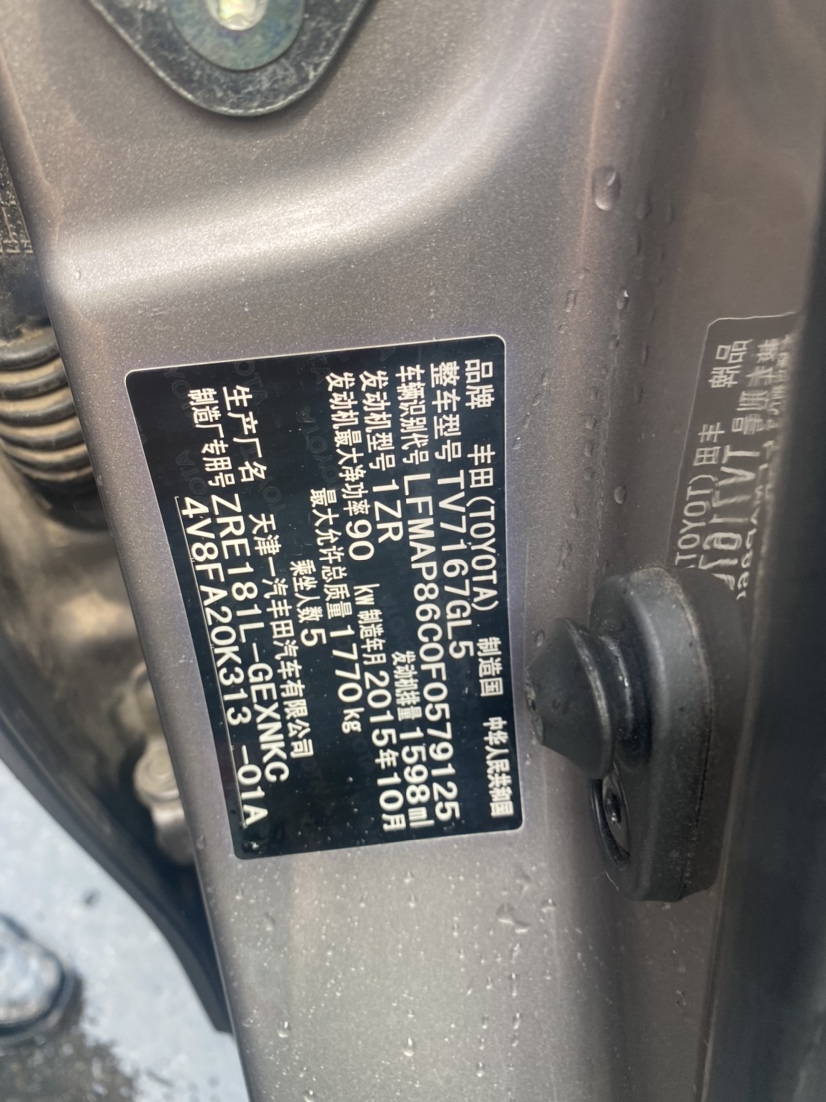 品牌 丰田(TOYOTA) 制造国 中华人民共和国
整车型号 TV7167GL5
车辆识别代号 LFMAP86C0F0579125
发动机型号 1ZR 发动机排量 1598ml
发动机最大净功率 90 kw 制造年月 2015年10月
最大允许总质量 1770kg
乘坐人数 5
生产厂名 天津一汽丰田汽车有限公司
制造厂专用号 ZRE181L-GEXNKC
4V8FA20K313 -01A